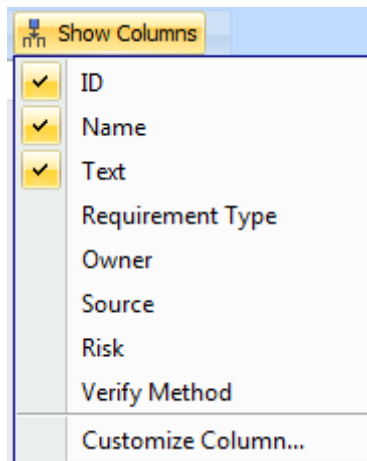 Show Columns
ID
Name
Text
Requirement Type
Owner
Source
Risk
Verify Method
Customize Column...